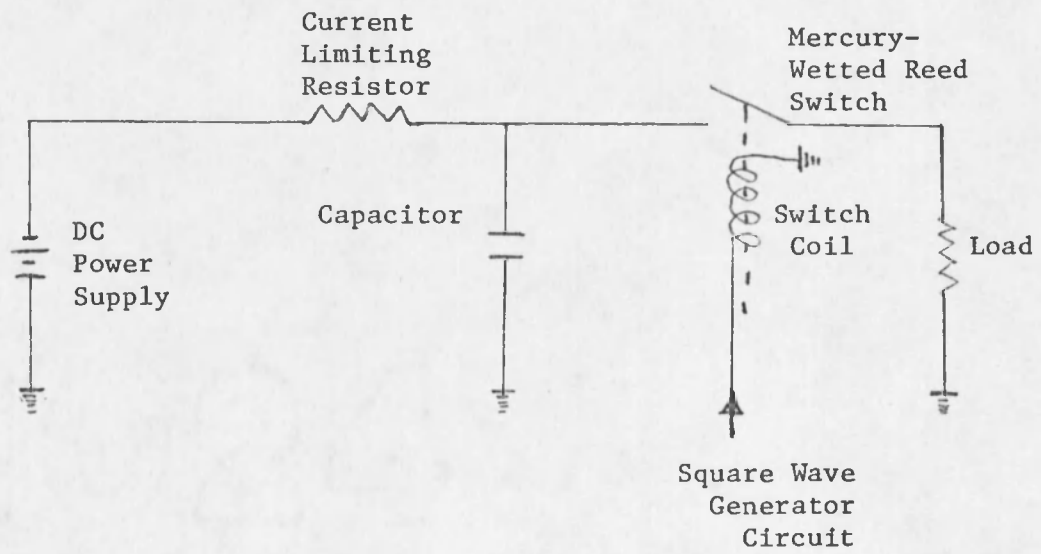 Current
Limiting
Resistor
Mercury-
Wetted Reed
Switch
DC
Power
Supply
Capacitor
Switch
Coil
Load
Square Wave
Generator
Circuit